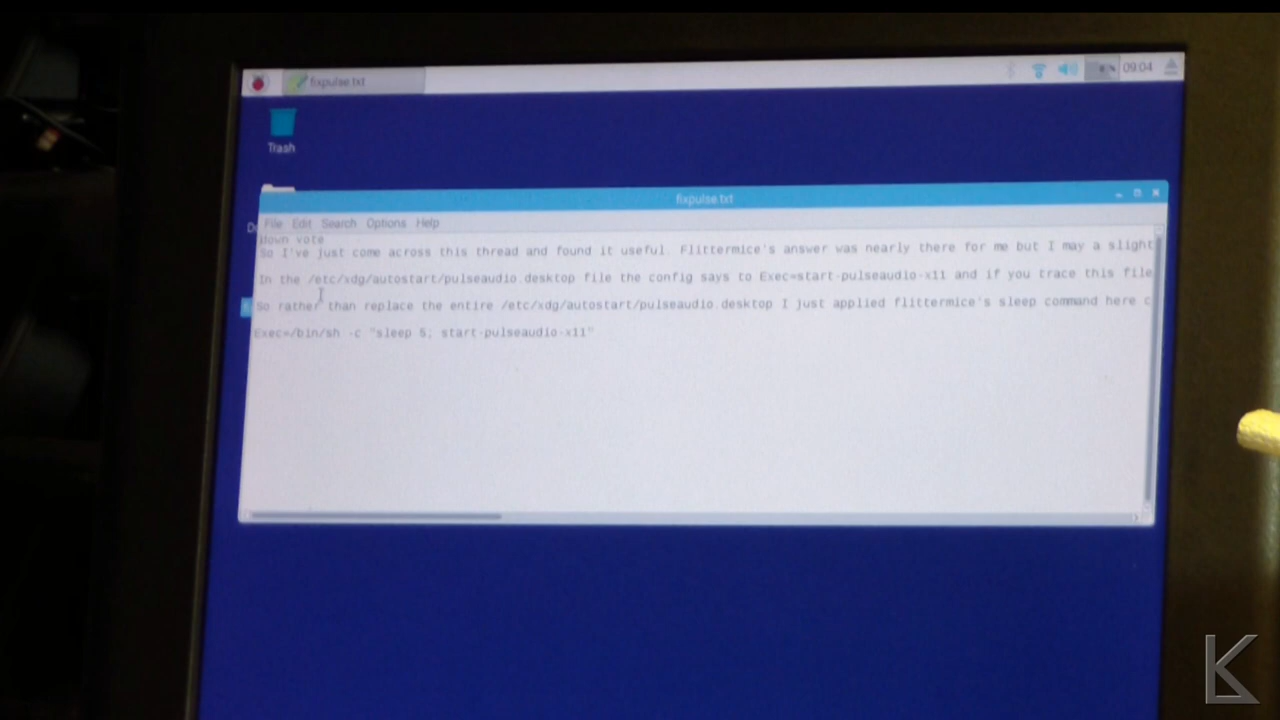 fixpulse.txt
09:04
Trash
fixpulse.txt
File Edit Search Options Help
Down vote
So I've just come across this thread and found it useful. Flittermice's answer was nearly there for me but I may a slight
In the /etc/xdg/autostart/pulseaudio.desktop file the config says to Exec=start-pulseaudio-x11 and if you trace this file
So rather than replace the entire /etc/xdg/autostart/pulseaudio.desktop I just applied flittermice's sleep command here c
Exec=/bin/sh -c "sleep 5; start-pulseaudio-x11"